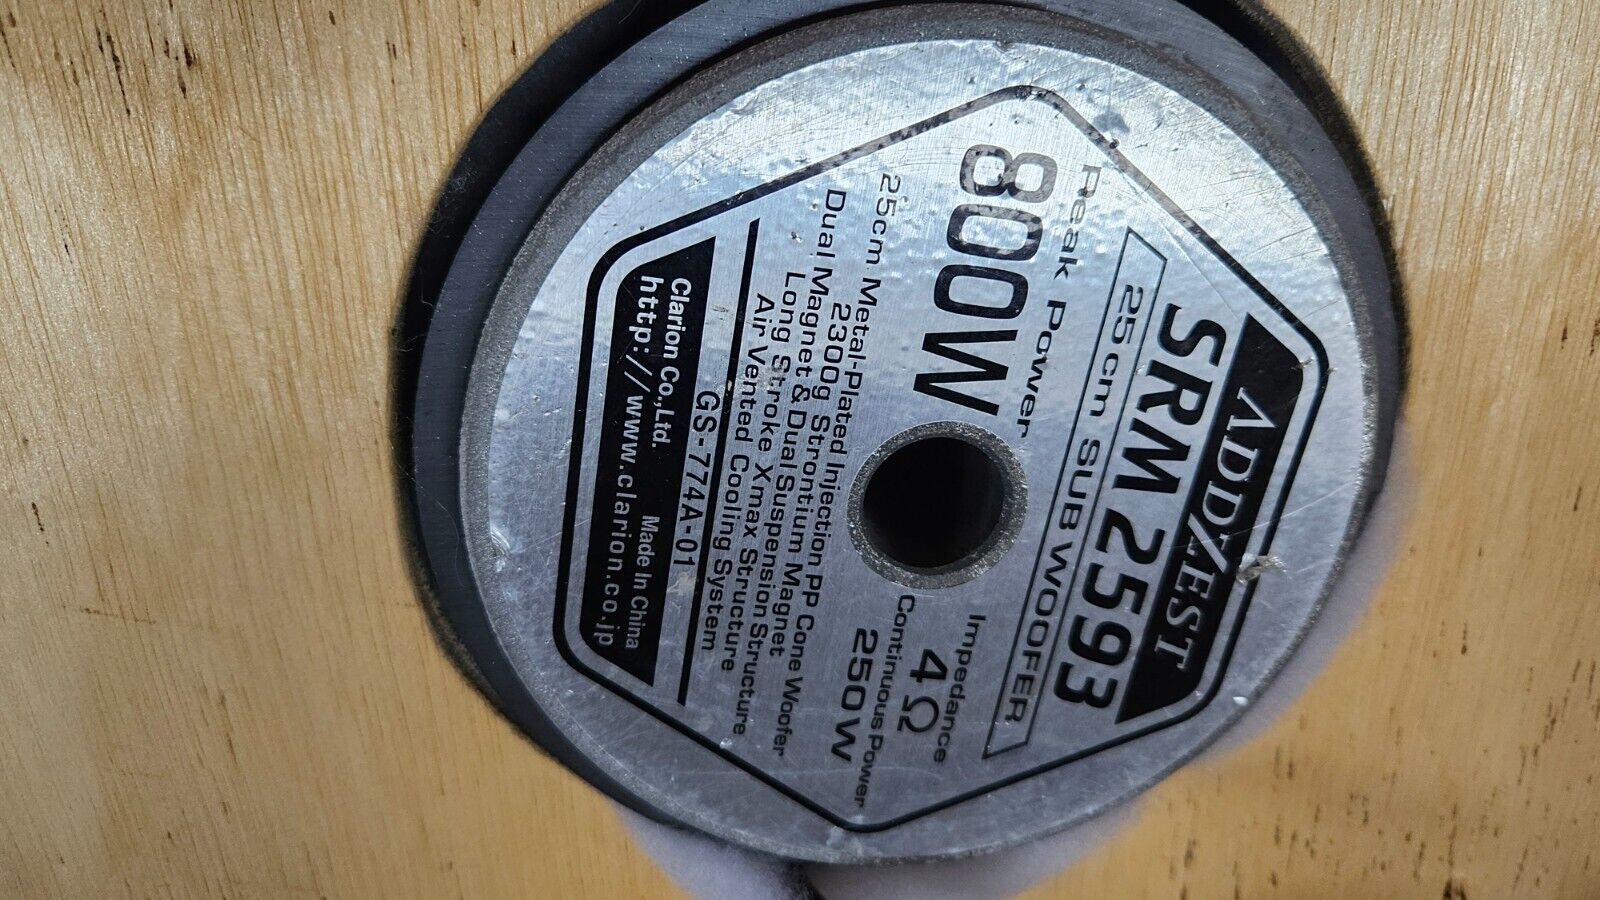 ADDZEST
SRM 2593
25cm SUB WOOFER
Peak Power
800W
Impedance
4Ω
Continuous Power
250W
25cm Metal-Plated Injection PP Cone Woofer
2300g Strontium Magnet
Dual Magnet & Dual Suspension Structure
Long Stroke Xmax Structure
Air Vented Cooling System
GS-774A-01
Clarion Co.,Ltd. Made In China
http://www.clarion.co.jp